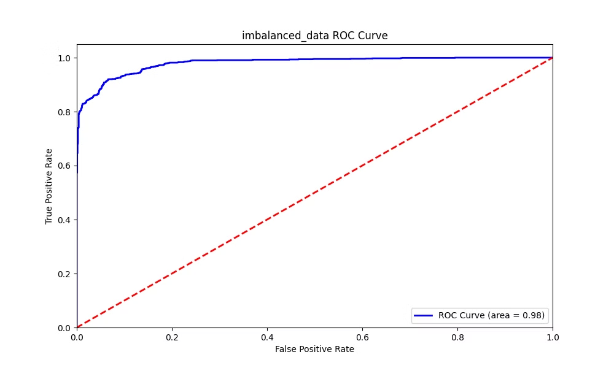 imbalanced_data ROC Curve
True Positive Rate
1.0
0.8
0.6
0.4
0.2
0.0
ROC Curve (area = 0.98)
0.0 0.2 0.4 0.6 0.8 1.0
False Positive Rate